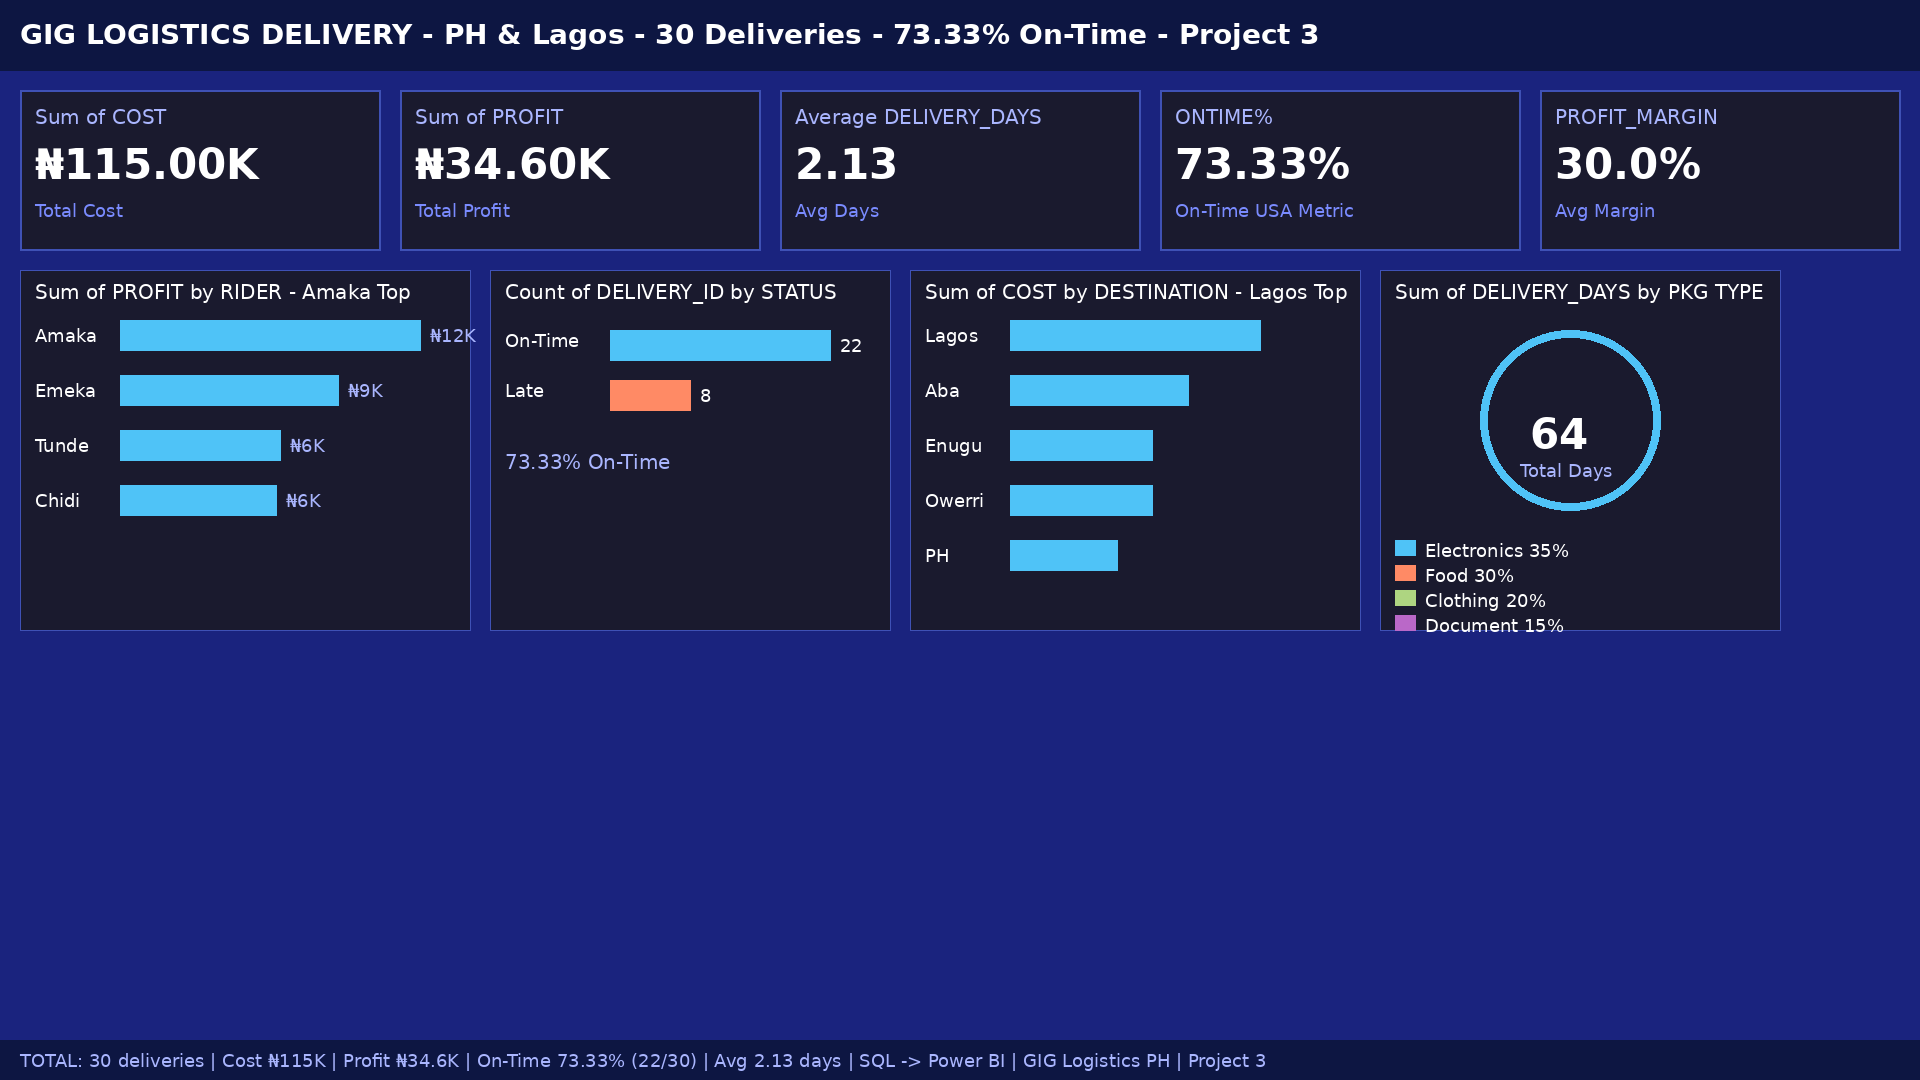 GIG LOGISTICS DELIVERY - PH & Lagos - 30 Deliveries - 73.33% On-Time - Project 3
Sum of COST
₦115.00K
Total Cost
Sum of PROFIT
₦34.60K
Total Profit
Average DELIVERY_DAYS
2.13
Avg Days
ONTIME%
73.33%
On-Time USA Metric
PROFIT_MARGIN
30.0%
Avg Margin
Sum of PROFIT by RIDER - Amaka Top
Amaka ₦12K
Emeka ₦9K
Tunde ₦6K
Chidi ₦6K
Count of DELIVERY_ID by STATUS
On-Time 22
Late 8
73.33% On-Time
Sum of COST by DESTINATION - Lagos Top
Lagos
Aba
Enugu
Owerri
PH
Sum of DELIVERY_DAYS by PKG TYPE
64
Total Days
Electronics 35%
Food 30%
Clothing 20%
Document 15%
TOTAL: 30 deliveries | Cost ₦115K | Profit ₦34.6K | On-Time 73.33% (22/30) | Avg 2.13 days | SQL -> Power BI | GIG Logistics PH | Project 3